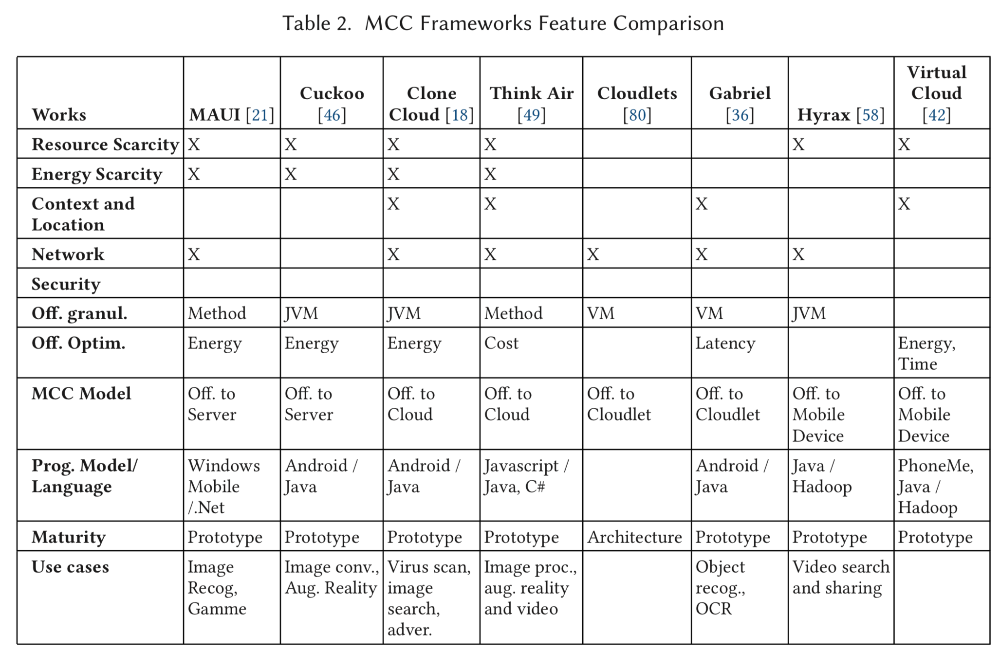 Table 2. MCC Frameworks Feature Comparison
Works MAUI [21] Cuckoo [46] Clone Cloud [18] Think Air [49] Cloudlets [80] Gabriel [36] Hyrax [58] Virtual Cloud [42]
Resource Scarcity X X X X X X
Energy Scarcity X X X X
Context and Location X X X X
Network X X X X X X
Security
Off. granul. Method JVM JVM Method VM VM JVM
Off. Optim. Energy Energy Energy Cost Latency Energy, Time
MCC Model Off. to Server Off. to Server Off. to Cloud Off. to Cloud Off. to Cloudlet Off. to Cloudlet Off. to Mobile Device Off. to Mobile Device
Prog. Model/ Language Windows Mobile /.Net Android / Java Android / Java Javascript / Java, C# Android / Java Java / Hadoop PhoneMe, Java / Hadoop
Maturity Prototype Prototype Prototype Prototype Architecture Prototype Prototype Prototype
Use cases Image Recog, Gamme Image conv., Aug. Reality Virus scan, image search, adver. Image proc., aug. reality and video Object recog., OCR Video search and sharing